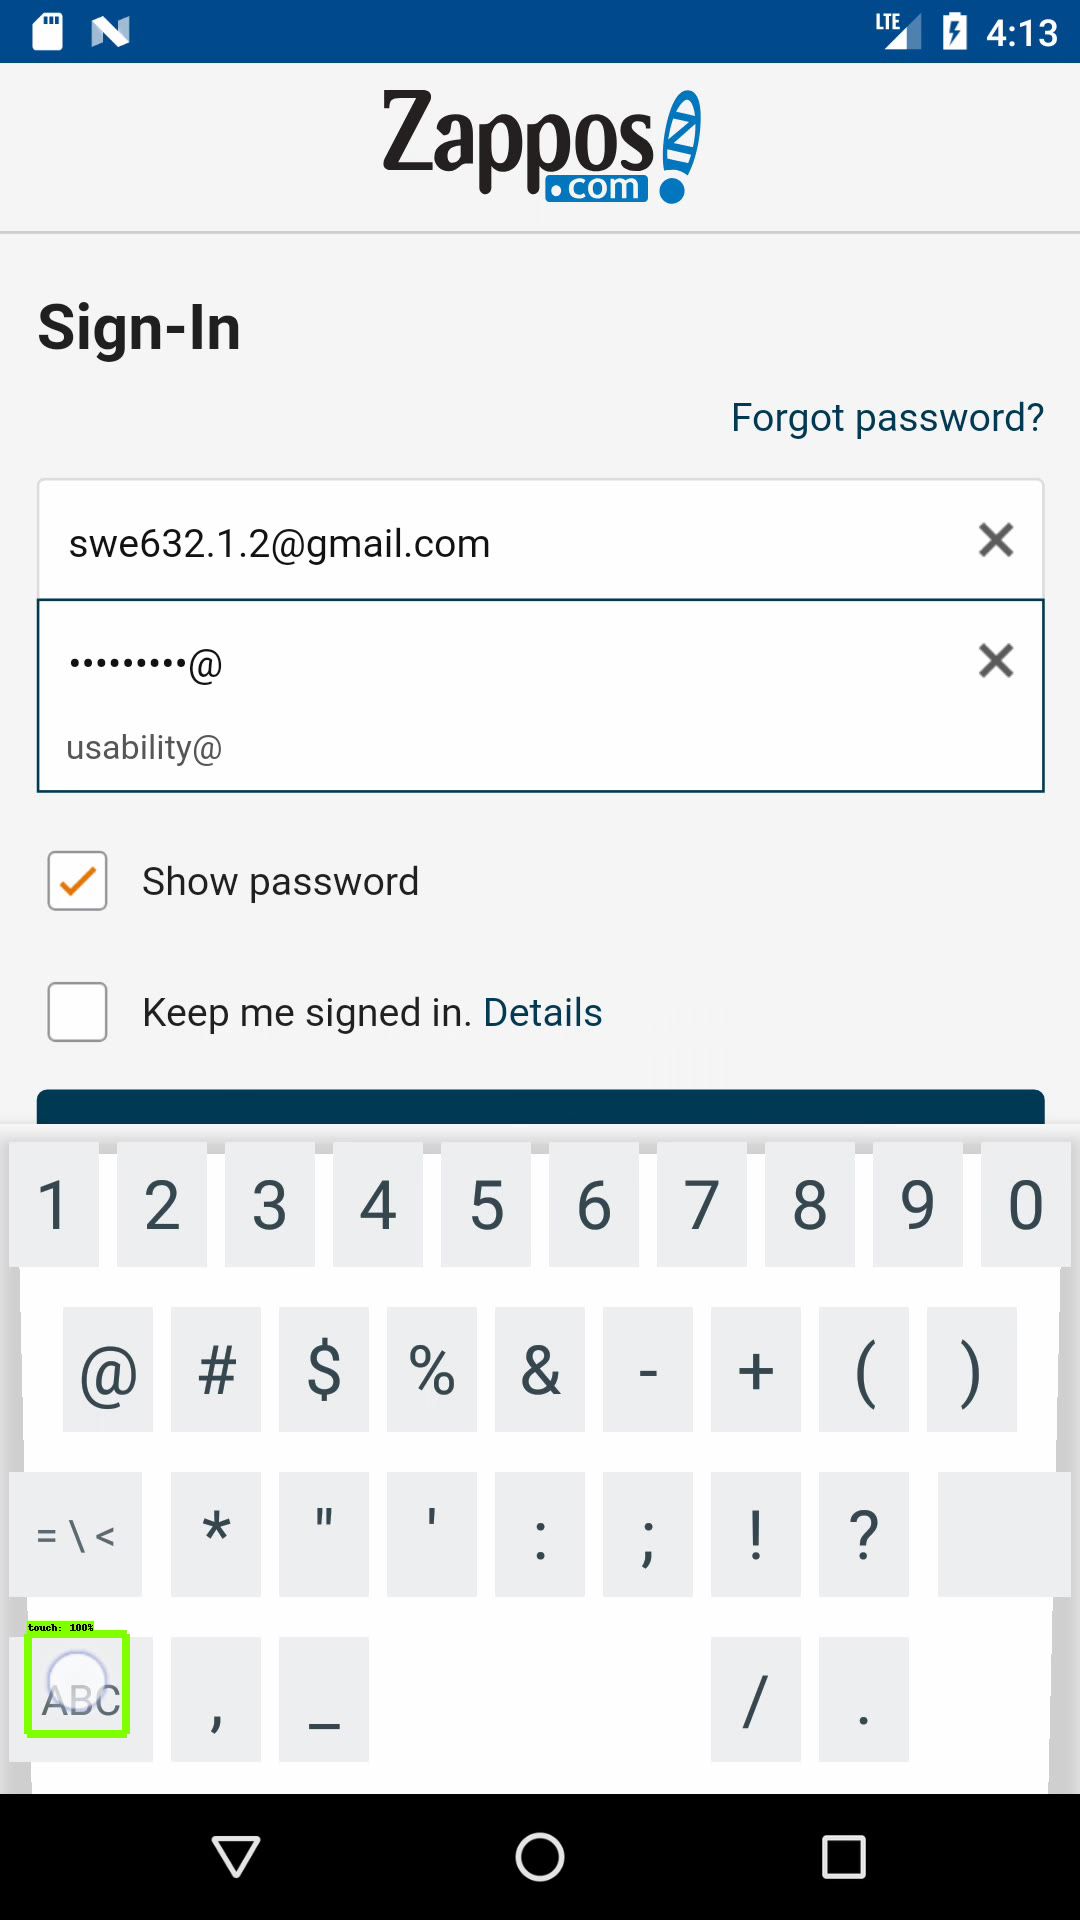 LTE 4:13
Zappos
.com
Sign-In
Forgot password?
swe632.1.2@gmail.com
•••••••••@
usability@
Show password
Keep me signed in. Details
1 2 3 4 5 6 7 8 9 0
@ # $ % & - + ( )
= \ < * " ' : ; ! ?
touch: 100%
ABC , _ / .